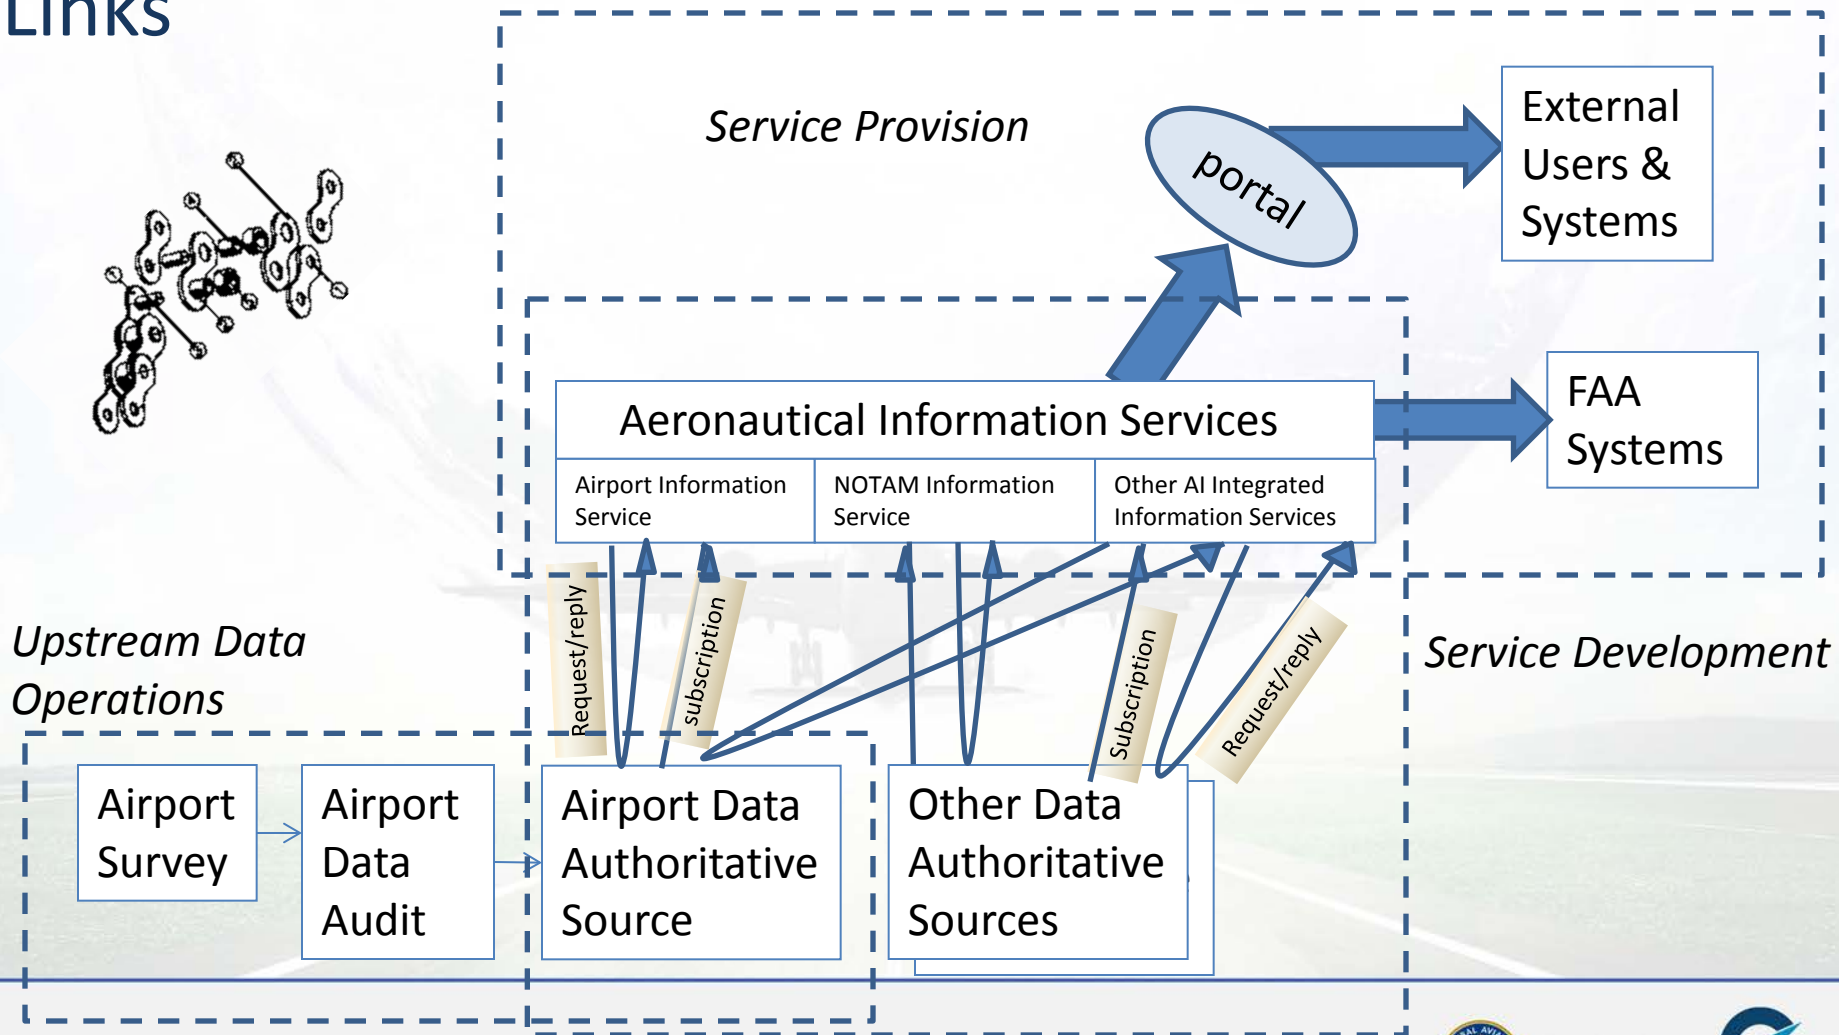 Links
Service Provision
portal
External
Users &
Systems
Aeronautical Information Services
FAA
Systems
Airport Information
Service
NOTAM Information
Service
Other AI Integrated
Information Services
Request/reply
subscription
Subscription
Request/reply
Upstream Data
Operations
Service Development
Airport
Survey
Airport
Data
Audit
Airport Data
Authoritative
Source
Other Data
Authoritative
Sources